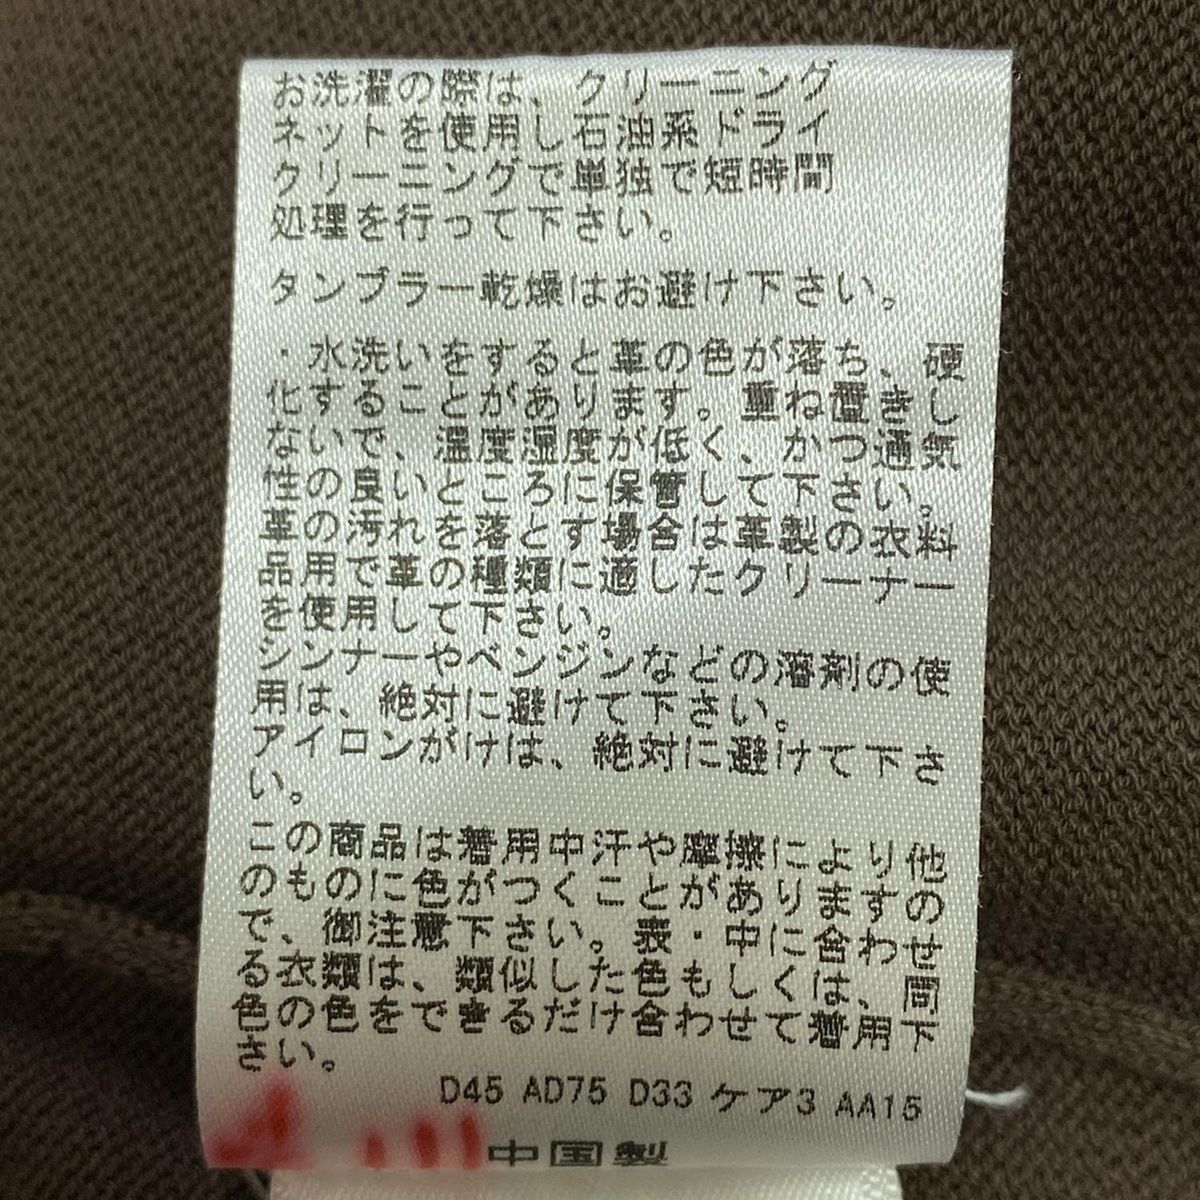 お洗濯の際は、クリーニング
ネットを使用し石油系ドライ
クリーニングで単独で短時間
処理を行って下さい。
タンブラー乾燥はお避け下さい。
・水洗いをすると革の色が落ち、硬
化することがあります。重ね置きし
ないで、温度湿度が低く、かつ通気
性の良いところに保管して下さい。
革の汚れを落とす場合は革製の衣料
品用で革の種類に適したクリーナー
を使用して下さい。
シンナーやベンジンなどの溶剤の使
用は、絶対に避けて下さい。
アイロンがけは、絶対に避けて下さ
い。
この商品は着用中汗や摩擦により他
のものに色がつくことがありますの
で、御注意下さい。表・中に合わせ
る衣類は、類似した色もしくは、同
色の色をできるだけ合わせて着用下
さい。
D45 AD75 D33 ケア3 AA15
中国製